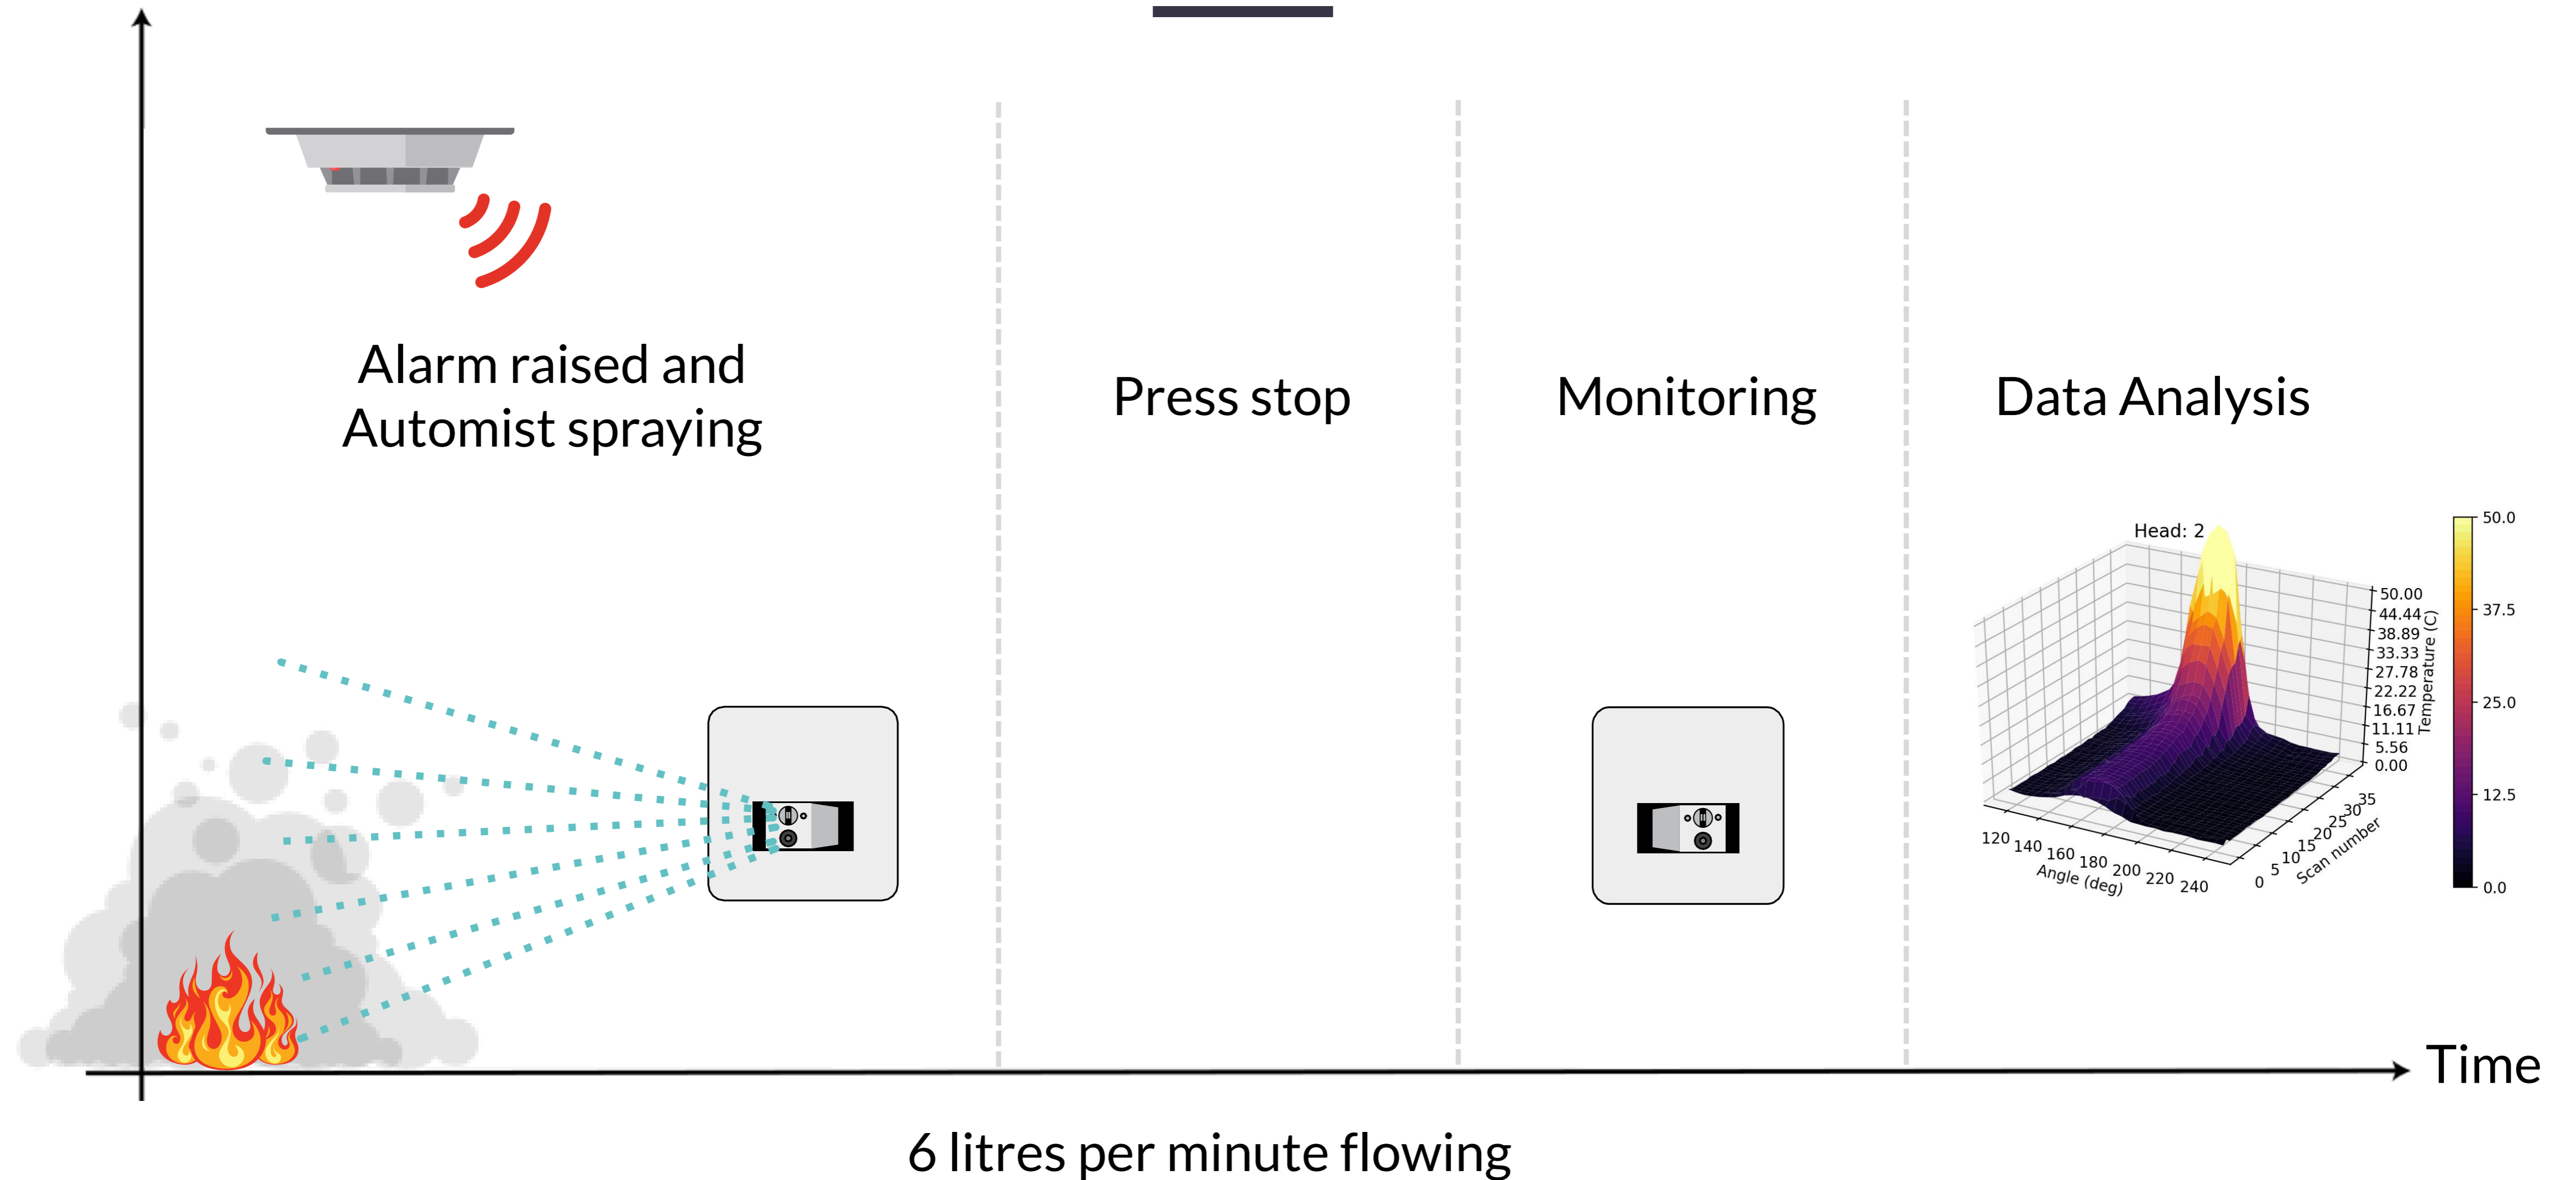 Alarm raised and
Automist spraying
Press stop
Monitoring
Data Analysis
Head: 2
50.00
44.44
38.89
33.33
27.78
22.22
16.67
11.11
5.56
0.00
Temperature (C)
50.0
37.5
25.0
12.5
0.0
120 140 160 180 200 220 240
Angle (deg)
0 5 10 15 20 25 30 35
Scan number
Time
6 litres per minute flowing